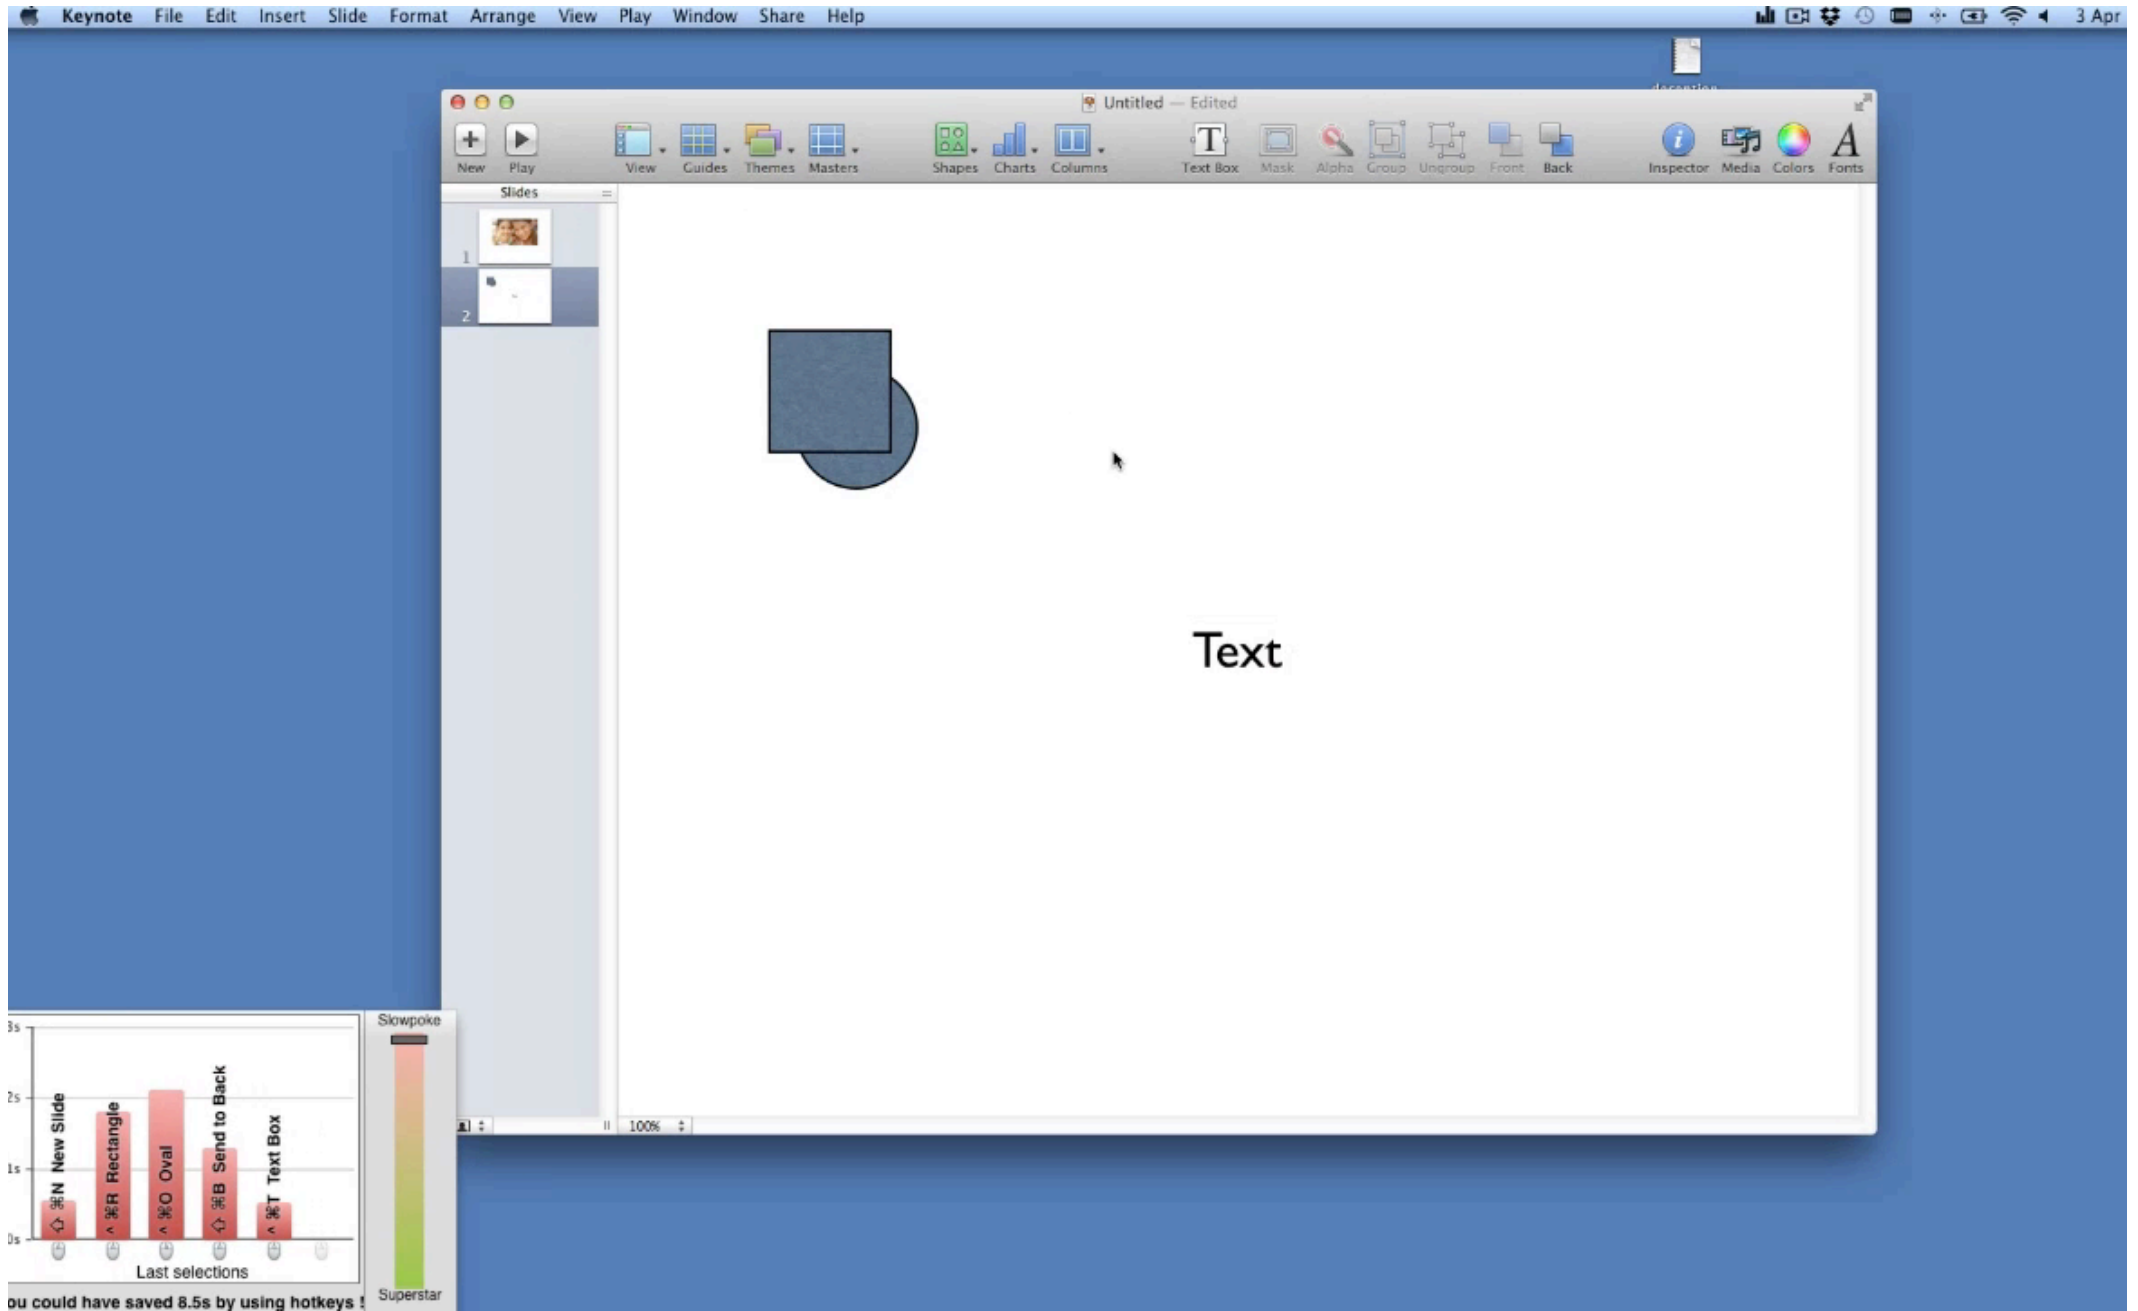 Keynote File Edit Insert Slide Format Arrange View Play Window Share Help 3 Apr
Untitled — Edited
New Play View Guides Themes Masters Shapes Charts Columns Text Box Mask Alpha Group Ungroup Front Back Inspector Media Colors Fonts
Slides
1
2
Text
100%
Slowpoke
3s
2s
1s
0s
⇧ ⌘N New Slide
^ ⌘R Rectangle
^ ⌘O Oval
⇧ ⌘B Send to Back
^ ⌘T Text Box
Last selections
ou could have saved 8.5s by using hotkeys !
Superstar